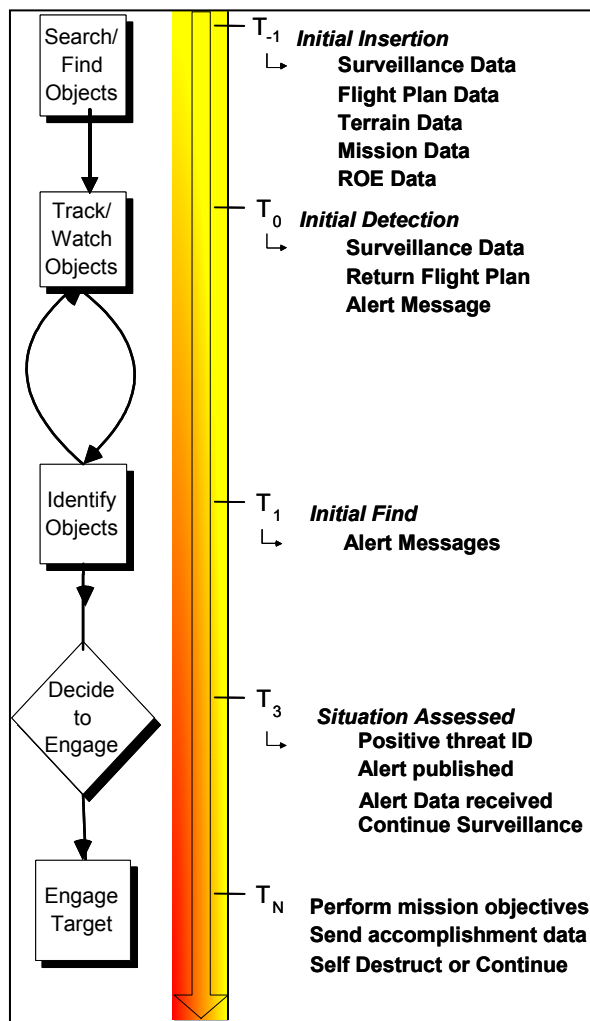 Search/
Find
Objects
T-1
Initial Insertion
Surveillance Data
Flight Plan Data
Terrain Data
Mission Data
ROE Data
Track/
Watch
Objects
T0
Initial Detection
Surveillance Data
Return Flight Plan
Alert Message
Identify
Objects
T1
Initial Find
Alert Messages
Decide
to
Engage
T3
Situation Assessed
Positive threat ID
Alert published
Alert Data received
Continue Surveillance
Engage
Target
TN
Perform mission objectives
Send accomplishment data
Self Destruct or Continue